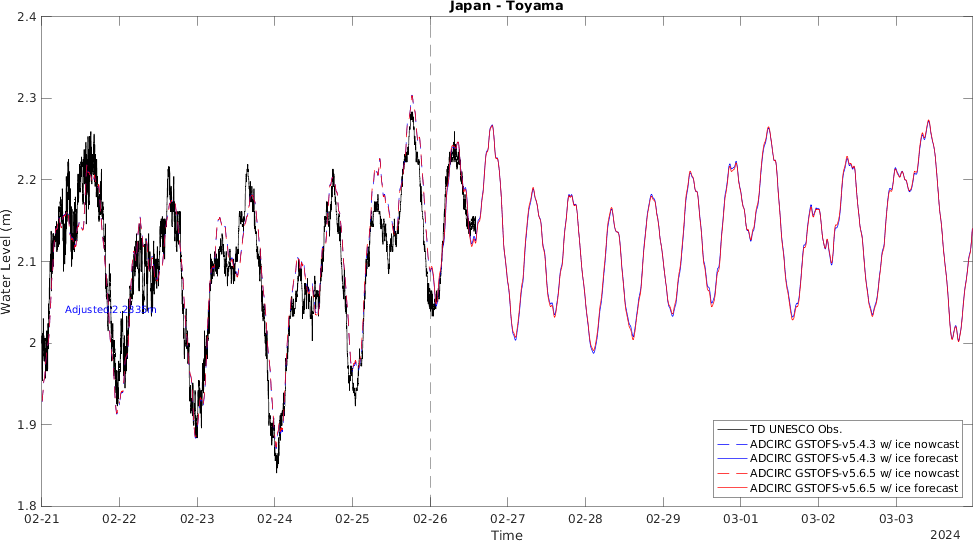 Japan - Toyama
2.4
2.3
2.2
2.1
2
1.9
1.8
Water Level (m)
TD UNESCO Obs.
ADCIRC GSTOFS-v5.4.3 w/ ice nowcast
ADCIRC GSTOFS-v5.4.3 w/ ice forecast
ADCIRC GSTOFS-v5.6.5 w/ ice nowcast
ADCIRC GSTOFS-v5.6.5 w/ ice forecast
02-21 02-22 02-23 02-24 02-25 02-26 02-27 02-28 02-29 03-01 03-02 03-03
Time
2024